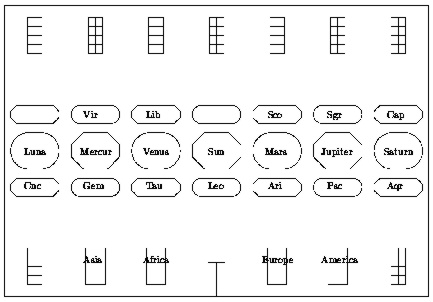 Vir Lib Sco Sgr Cap
Luna Mercur Venus Sun Mars Jupiter Saturn
Cnc Gem Tau Leo Ari Psc Aqr
Asia Africa Europe America